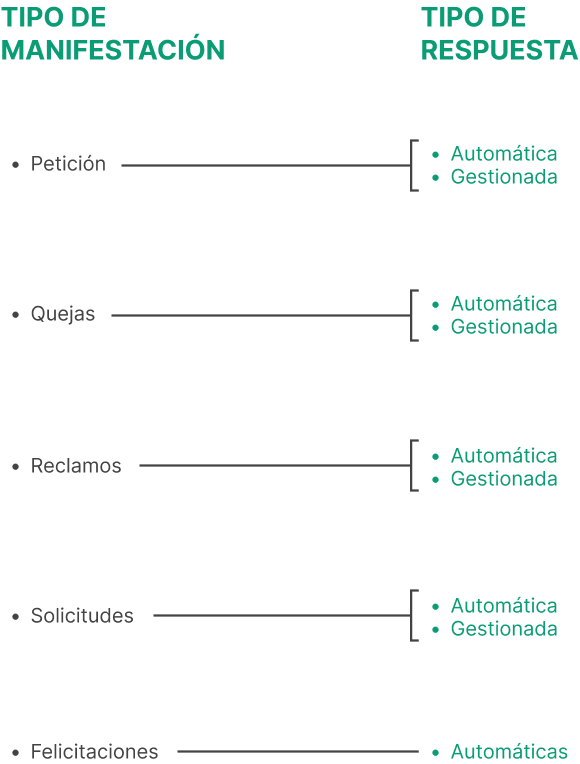 TIPO DE
MANIFESTACIÓN
TIPO DE
RESPUESTA
• Petición
• Automática
• Gestionada
• Quejas
• Automática
• Gestionada
• Reclamos
• Automática
• Gestionada
• Solicitudes
• Automática
• Gestionada
• Felicitaciones
• Automáticas